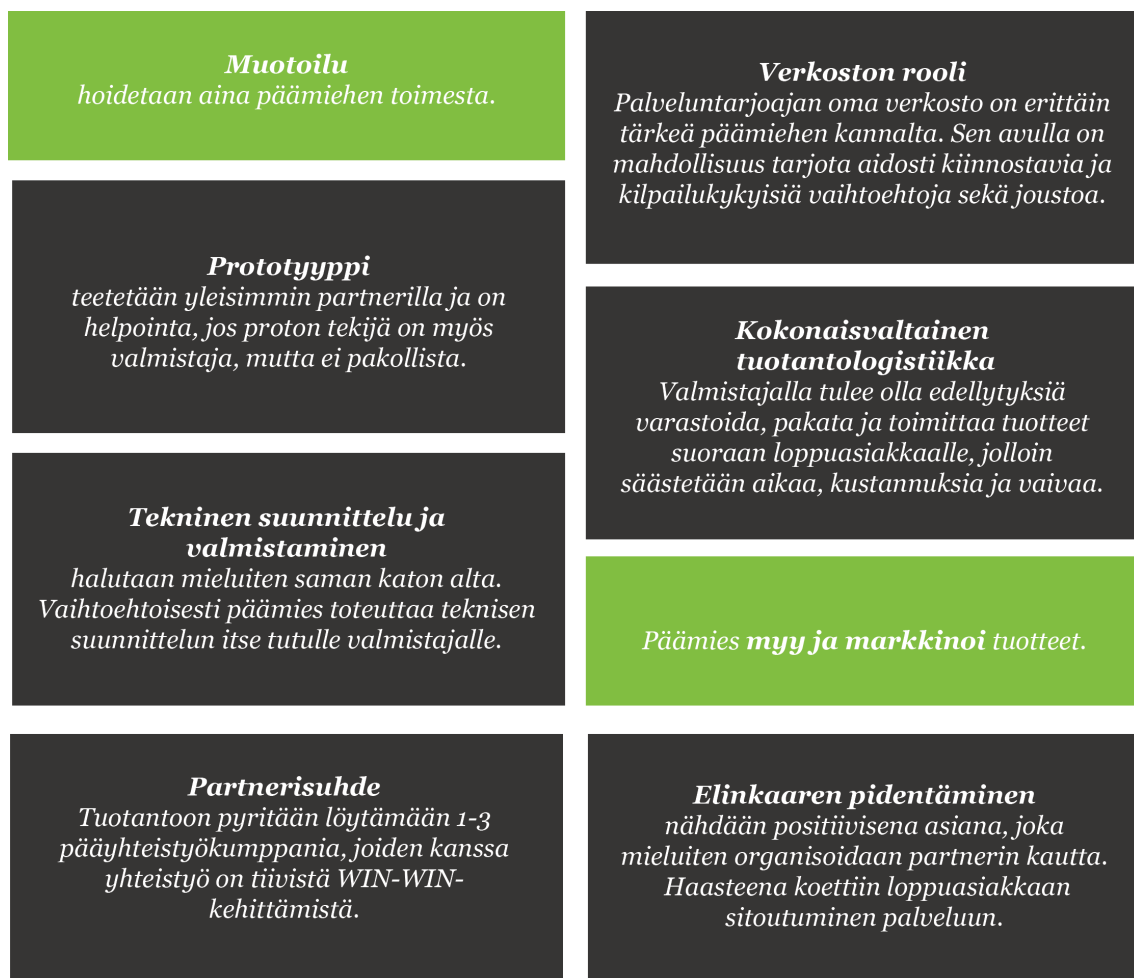 Muotoilu
hoidetaan aina päämiehen toimesta.
Prototyyppi
teetetään yleisimmin partnerilla ja on
helpointa, jos proton tekijä on myös
valmistaja, mutta ei pakollista.
Tekninen suunnittelu ja
valmistaminen
halutaan mieluiten saman katon alta.
Vaihtoehtoisesti päämies toteuttaa teknisen
suunnittelun itse tutulle valmistajalle.
Partnerisuhde
Tuotantoon pyritään löytämään 1-3
pääyhteistyökumppania, joiden kanssa
yhteistyö on tiivistä WIN-WIN-
kehittämistä.
Verkoston rooli
Palveluntarjoajan oma verkosto on erittäin
tärkeä päämiehen kannalta. Sen avulla on
mahdollisuus tarjota aidosti kiinnostavia ja
kilpailukykyisiä vaihtoehtoja sekä joustoa.
Kokonaisvaltainen
tuotantologistiikka
Valmistajalla tulee olla edellytyksiä
varastoida, pakata ja toimittaa tuotteet
suoraan loppuasiakkaalle, jolloin
säästetään aikaa, kustannuksia ja vaivaa.
Päämies myy ja markkinoi tuotteet.
Elinkaaren pidentäminen
nähdään positiivisena asiana, joka
mieluiten organisoidaan partnerin kautta.
Haasteena koettiin loppuasiakkaan
sitoutuminen palveluun.